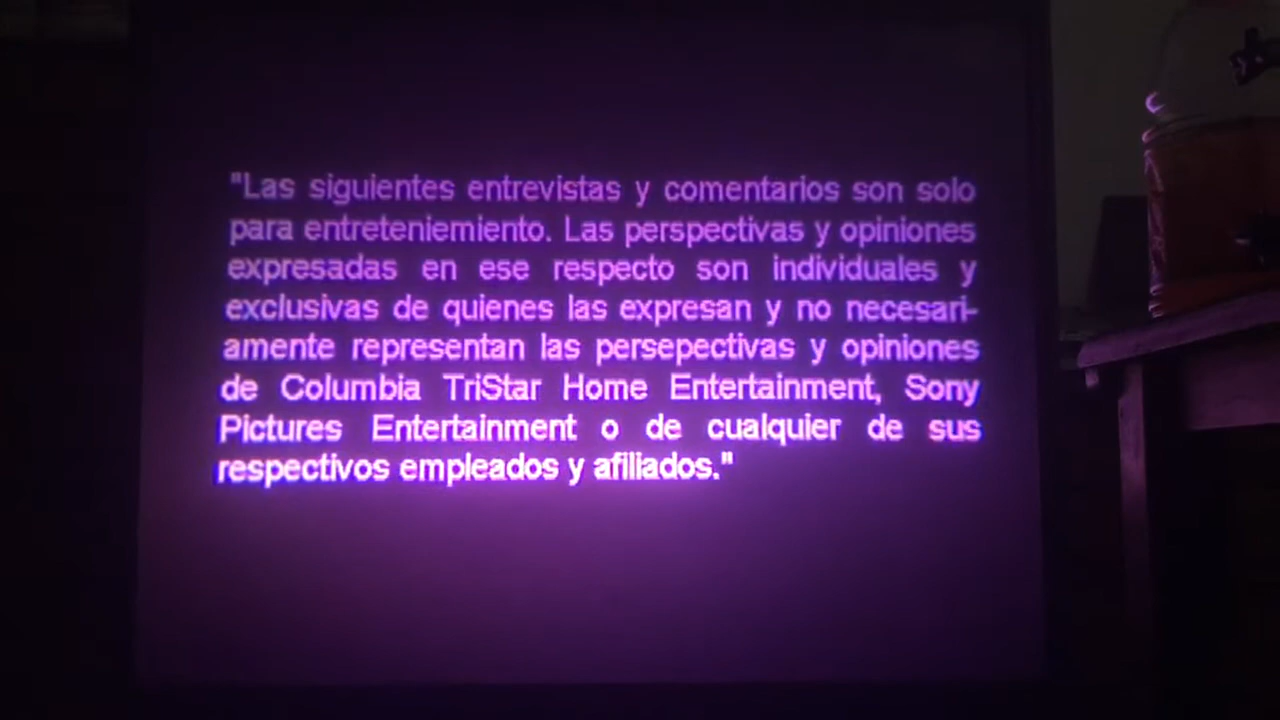 "Las siguientes entrevistas y comentarios son solo
para entreteniemiento. Las perspectivas y opiniones
expresadas en ese respecto son individuales y
exclusivas de quienes las expresan y no necesari-
amente representan las persepectivas y opiniones
de Columbia TriStar Home Entertainment, Sony
Pictures Entertainment o de cualquier de sus
respectivos empleados y afiliados."